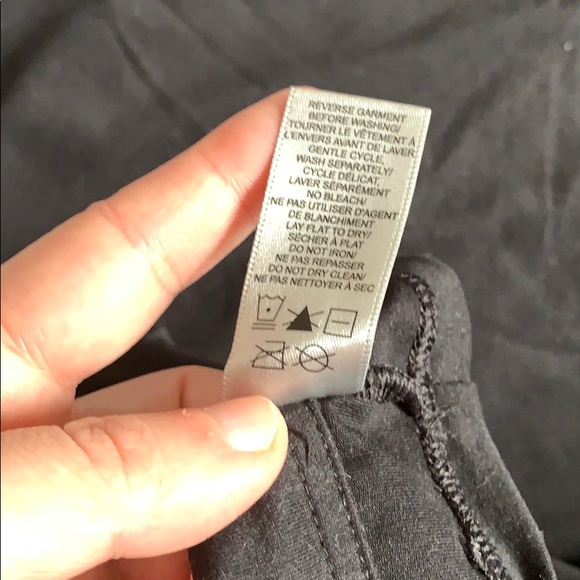 REVERSE GARMENT
BEFORE WASHING/
TOURNER LE VÊTEMENT À
L'ENVERS AVANT DE LAVER
GENTLE CYCLE,
WASH SEPARATELY/
CYCLE DÉLICAT,
LAVER SÉPARÉMENT
NO BLEACH/
NE PAS UTILISER D'AGENT
DE BLANCHIMENT
LAY FLAT TO DRY/
SÉCHER À PLAT
DO NOT IRON/
NE PAS REPASSER
DO NOT DRY CLEAN/
NE PAS NETTOYER À SEC